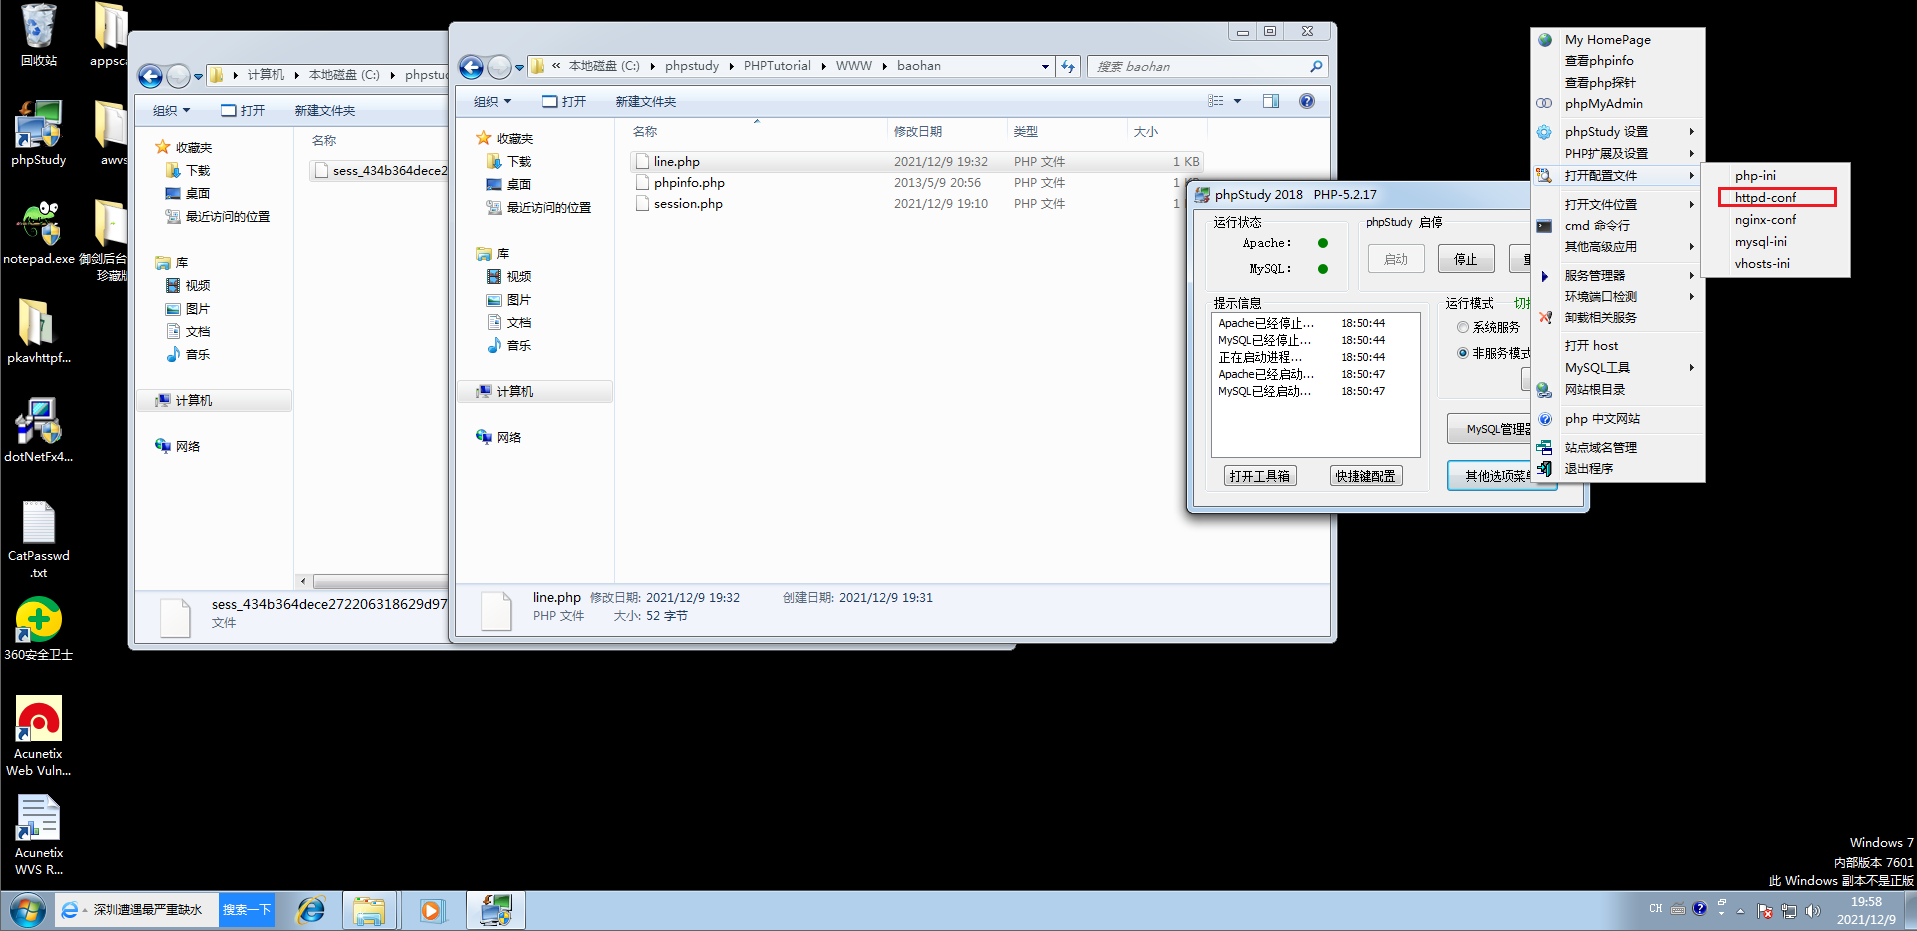 回收站
appsca
phpStudy
awvs
notepad.exe
御剑后台
珍藏版
pkavhttpf...
dotNetFx4...
CatPasswd
.txt
360安全卫士
Acunetix
Web Vuln...
Acunetix
WVS R...
计算机
本地磁盘 (C:)
phpstud
组织
打开
新建文件夹
名称
收藏夹
下载
桌面
最近访问的位置
sess_434b364dece2
库
视频
图片
文档
音乐
计算机
网络
sess_434b364dece272206318629d97
文件
« 本地磁盘 (C:)
phpstudy
PHPTutorial
WWW
baohan
搜索 baohan
组织
打开
新建文件夹
名称
修改日期
类型
大小
收藏夹
下载
桌面
最近访问的位置
库
视频
图片
文档
音乐
计算机
网络
line.php 2021/12/9 19:32 PHP 文件 1 KB
phpinfo.php 2013/5/9 20:56 PHP 文件 1 K
session.php 2021/12/9 19:10 PHP 文件 1
line.php 修改日期: 2021/12/9 19:32 创建日期: 2021/12/9 19:31
PHP 文件 大小: 52 字节
phpStudy 2018 PHP-5.2.17
运行状态
Apache:
MySQL:
phpStudy 启停
启动
停止
提示信息
Apache已经停止... 18:50:44
MySQL已经停止... 18:50:44
正在启动进程... 18:50:44
Apache已经启动... 18:50:47
MySQL已经启动... 18:50:47
运行模式
系统服务
非服务模式
打开工具箱
快捷键配置
MySQL管理器
其他选项菜单
My HomePage
查看phpinfo
查看php探针
phpMyAdmin
phpStudy 设置
PHP扩展及设置
打开配置文件
打开文件位置
cmd 命令行
其他高级应用
服务管理器
环境端口检测
卸载相关服务
打开 host
MySQL工具
网站根目录
php 中文网站
站点域名管理
退出程序
php-ini
httpd-conf
nginx-conf
mysql-ini
vhosts-ini
Windows 7
内部版本 7601
此 Windows 副本不是正版
深圳遭遇最严重缺水
搜索一下
CH
19:58
2021/12/9